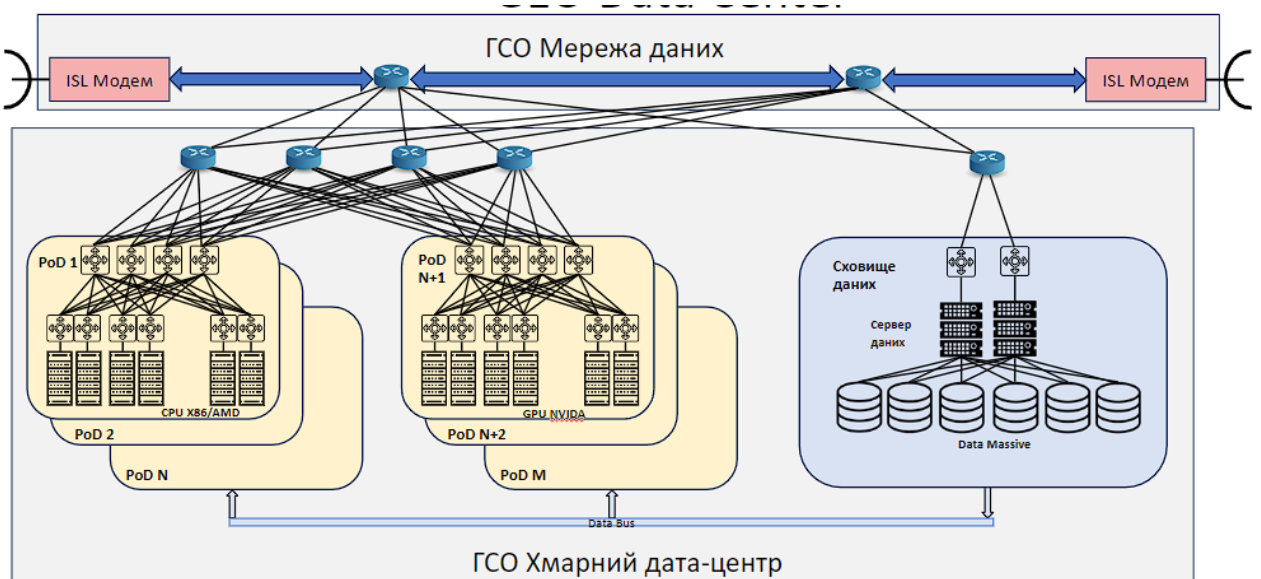 ГСО Мережа даних
ISL Модем
ISL Модем
PoD 1
CPU X86/AMD
PoD 2
PoD N
PoD
N+1
GPU NVIDA
PoD N+2
PoD M
Сховище
даних
Сервер
даних
Data Massive
Data Bus
ГСО Хмарний дата-центр